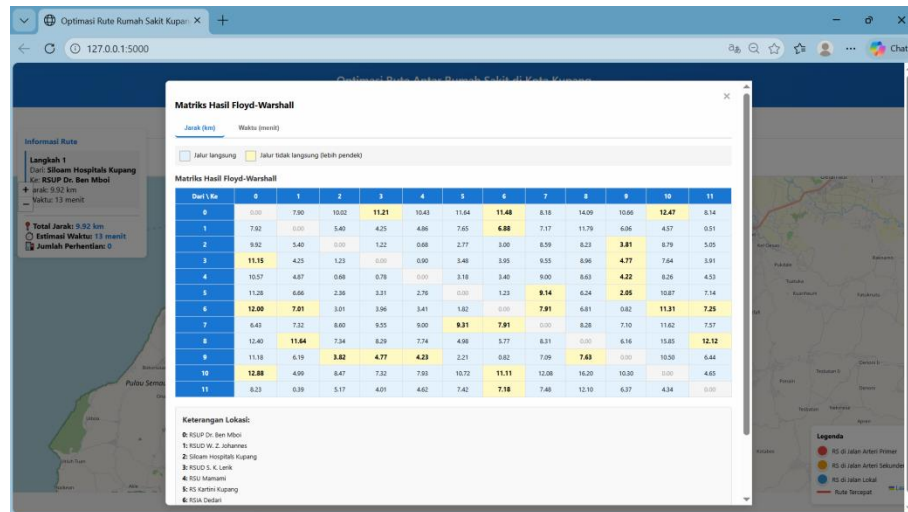 Optimasi Rute Rumah Sakit Kupan
127.0.0.1:5000
Chat
Optimasi Rute Antar Rumah Sakit di Kota Kupang
Matriks Hasil Floyd-Warshall
Jarak (km) Waktu (menit)
Jalur langsung Jalur tidak langsung (lebih pendek)
Matriks Hasil Floyd-Warshall
Dari \ Ke 0 1 2 3 4 5 6 7 8 9 10 11
0 0.00 7.90 10.02 11.21 10.43 11.64 11.48 8.18 14.09 10.66 12.47 8.14
1 7.92 0.00 5.40 4.25 4.86 7.65 6.88 7.17 11.79 6.06 4.57 0.51
2 9.92 5.40 0.00 1.22 0.68 2.77 3.00 8.59 8.23 3.81 8.79 5.05
3 11.15 4.25 1.23 0.00 0.90 3.48 3.95 9.55 8.96 4.77 7.64 3.91
4 10.57 4.87 0.68 0.78 0.00 3.18 3.40 9.00 8.63 4.22 8.26 4.53
5 11.28 6.66 2.36 3.31 2.76 0.00 1.23 9.14 6.24 2.05 10.87 7.14
6 12.00 7.01 3.01 3.96 3.41 1.82 0.00 7.91 6.81 0.82 11.31 7.25
7 6.43 7.32 8.60 9.55 9.00 9.31 7.91 0.00 8.28 7.10 11.62 7.57
8 12.40 11.64 7.34 8.29 7.74 4.98 5.77 8.31 0.00 6.16 15.85 12.12
9 11.18 6.19 3.82 4.77 4.23 2.21 0.82 7.09 7.63 0.00 10.50 6.44
10 12.88 4.99 8.47 7.32 7.93 10.72 11.11 12.08 16.20 10.30 0.00 4.65
11 8.23 0.39 5.17 4.01 4.62 7.42 7.18 7.48 12.10 6.37 4.34 0.00
Keterangan Lokasi:
0: RSUP Dr. Ben Mboi
1: RSUD W. Z. Johannes
2: Siloam Hospitals Kupang
3: RSUD S. K. Lerik
4: RSU Mamami
5: RS Kartini Kupang
6: RSIA Dedari
Informasi Rute
Langkah 1
Dari: Siloam Hospitals Kupang
Ke: RSUP Dr. Ben Mboi
Jarak: 9.92 km
Waktu: 13 menit
Total Jarak: 9.92 km
Estimasi Waktu: 13 menit
Jumlah Perhentian: 0
Pulau Semau
Legenda
RS di Jalan Arteri Primer
RS di Jalan Arteri Sekunder
RS di Jalan Lokal
Rute Tercepat